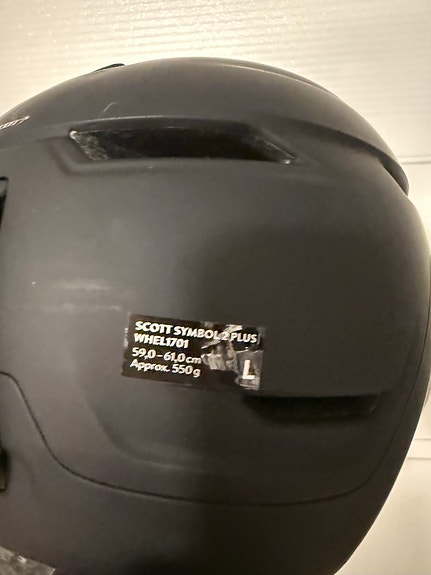 SCOTT SYMBOL 2 PLUS
WHEL1701
59,0–61,0 cm
Approx. 550 g
L